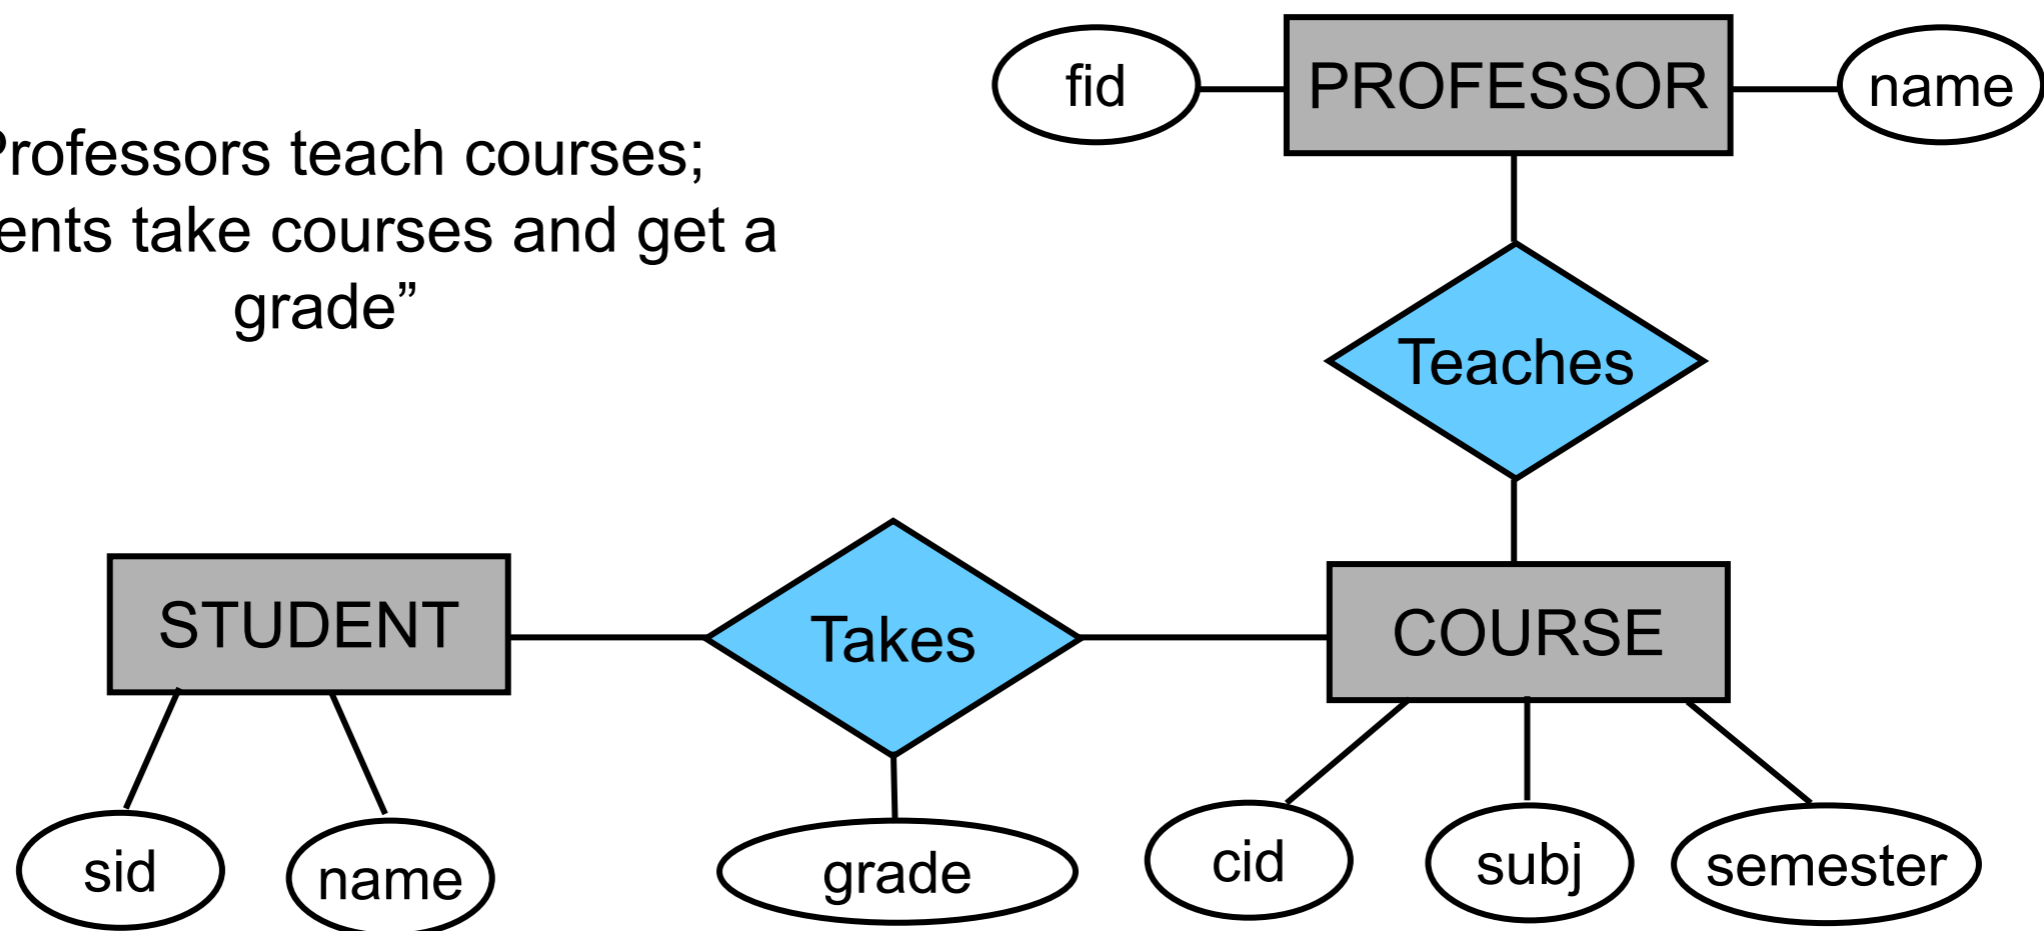 fid
PROFESSOR
name
Professors teach courses;
ents take courses and get a
grade”
Teaches
STUDENT
Takes
COURSE
sid
name
grade
cid
subj
semester